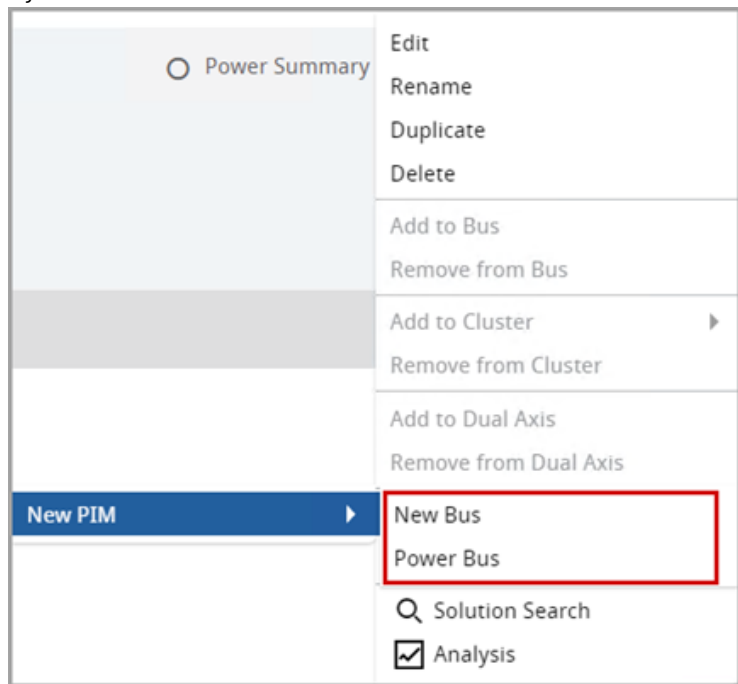 Power Summary
Edit
Rename
Duplicate
Delete
Add to Bus
Remove from Bus
Add to Cluster
Remove from Cluster
Add to Dual Axis
Remove from Dual Axis
New PIM
New Bus
Power Bus
Solution Search
Analysis